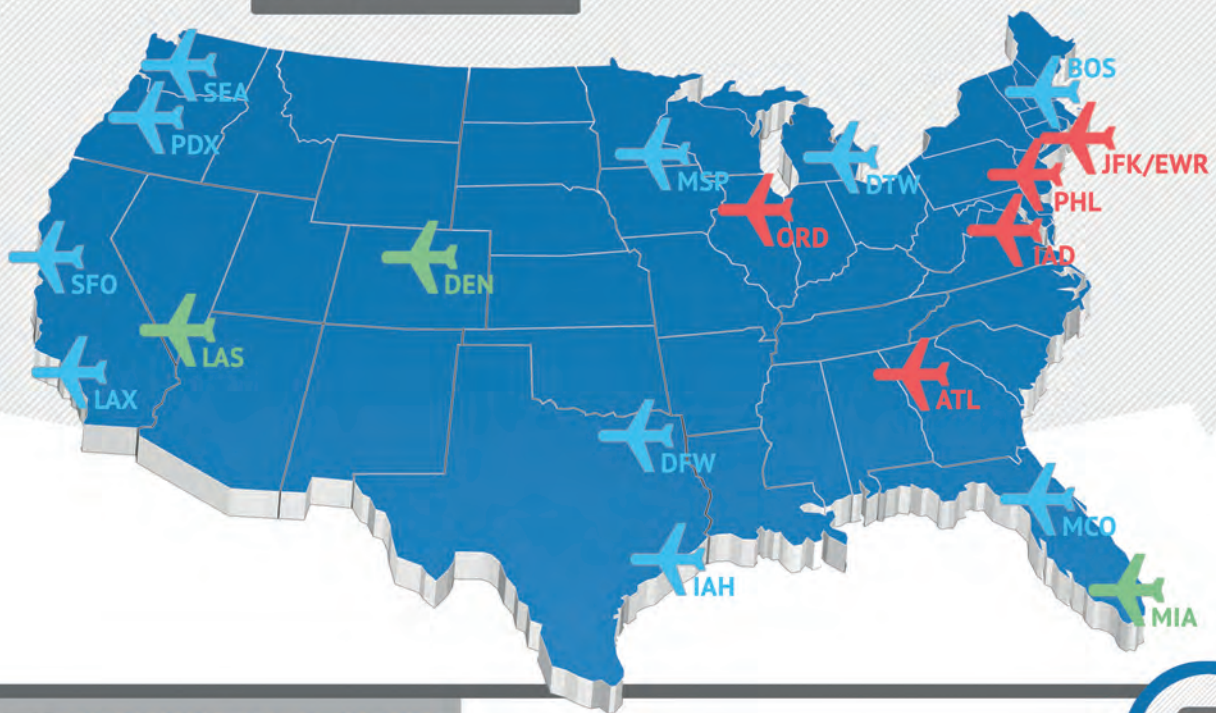 SEA
BOS
PDX
JFK/EWR
MSP
DTW
PHL
ORD
IAD
SFO
DEN
LAS
LAX
ATL
DFW
MCO
IAH
MIA